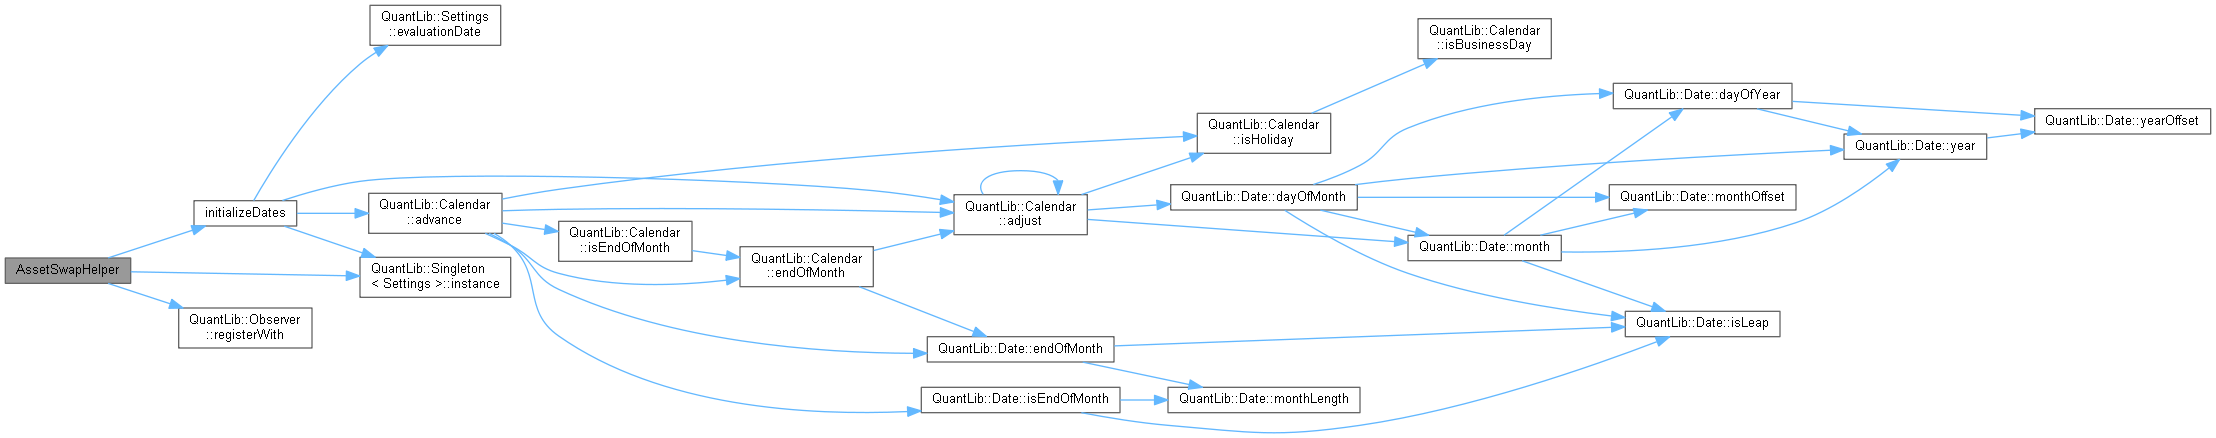 AssetSwapHelper
initializeDates
QuantLib::Settings
::evaluationDate
QuantLib::Calendar
::advance
QuantLib::Singleton
< Settings >::instance
QuantLib::Observer
::registerWith
QuantLib::Calendar
::isEndOfMonth
QuantLib::Calendar
::endOfMonth
QuantLib::Calendar
::adjust
QuantLib::Date::endOfMonth
QuantLib::Date::isEndOfMonth
QuantLib::Calendar
::isHoliday
QuantLib::Date::dayOfMonth
QuantLib::Date::monthLength
QuantLib::Calendar
::isBusinessDay
QuantLib::Date::month
QuantLib::Date::dayOfYear
QuantLib::Date::monthOffset
QuantLib::Date::isLeap
QuantLib::Date::year
QuantLib::Date::yearOffset